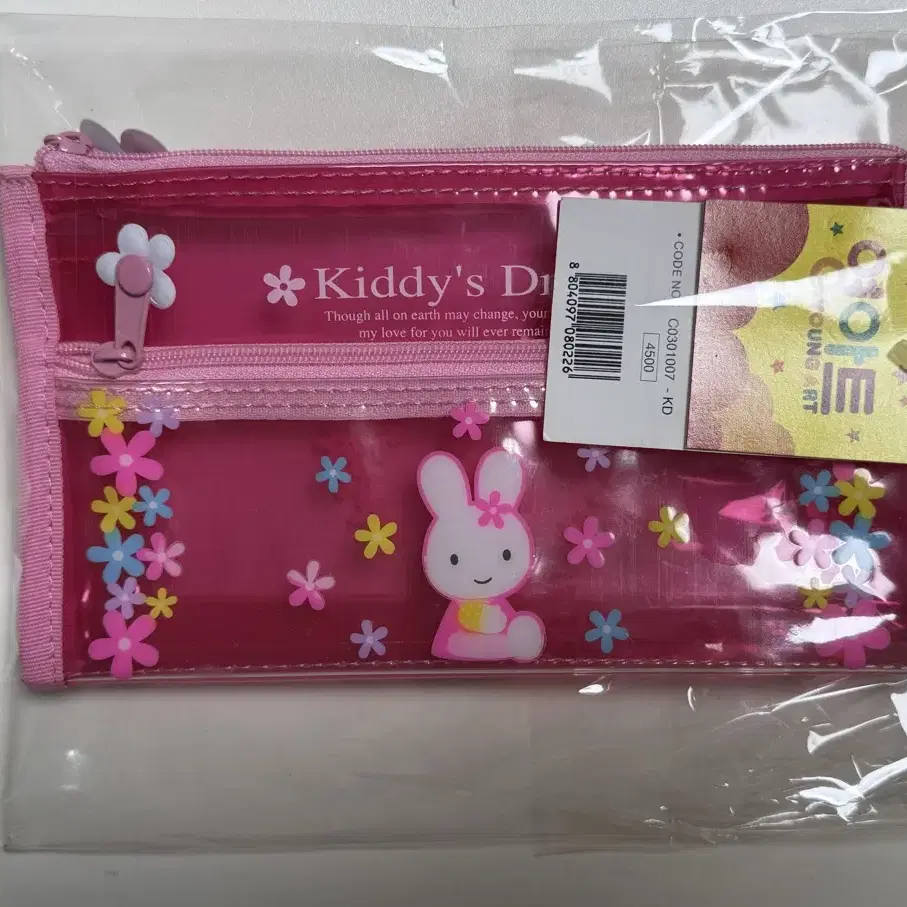 Kiddy's Dr
Though all on earth may change, your
my love for you will ever remai
• CODE NO. C0301007 - KD
4500
8 804097 080226